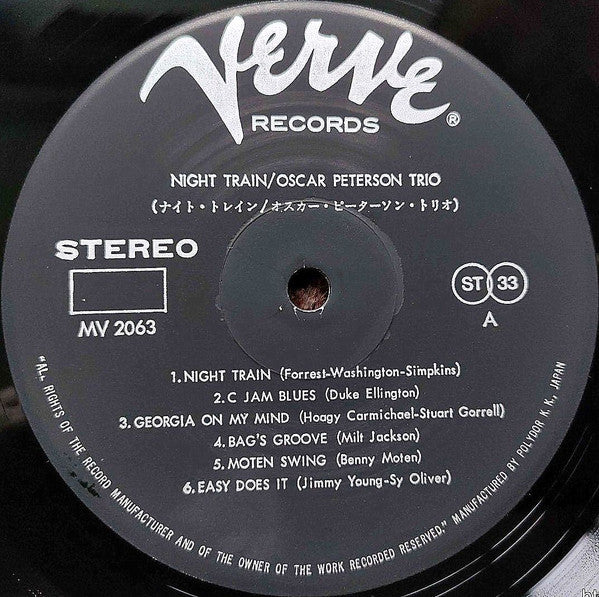 Verve
RECORDS ®
NIGHT TRAIN/OSCAR PETERSON TRIO
(ナイト・トレイン/オスカー・ピーターソン・トリオ)
STEREO
MV 2063
ST 33
A
1. NIGHT TRAIN (Forrest-Washington-Simpkins)
2. C JAM BLUES (Duke Ellington)
3. GEORGIA ON MY MIND (Hoagy Carmichael-Stuart Gorrell)
4. BAG'S GROOVE (Milt Jackson)
5. MOTEN SWING (Benny Moten)
6. EASY DOES IT (Jimmy Young-Sy Oliver)
"ALL RIGHTS OF THE RECORD MANUFACTURER AND OF THE OWNER OF THE WORK RECORDED RESERVED." MANUFACTURED BY POLYDOR K. K., JAPAN